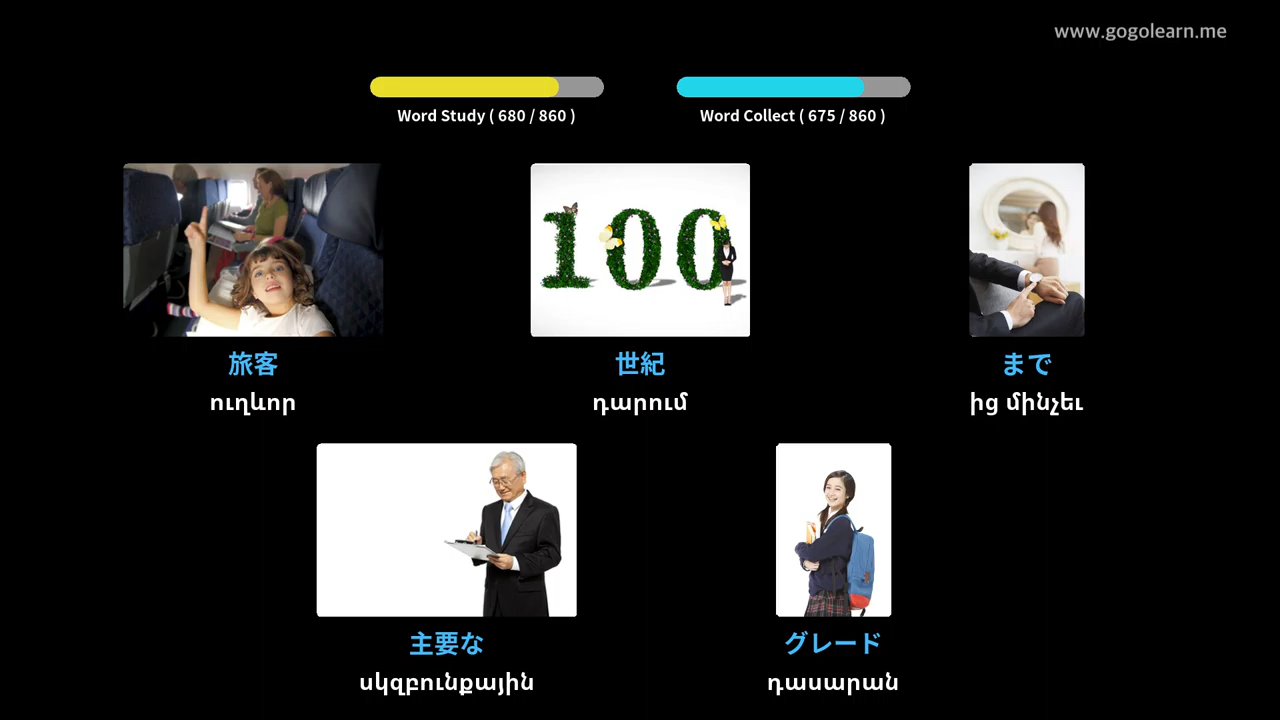 www.gogolearn.me
Word Study ( 680 / 860 )
Word Collect ( 675 / 860 )
旅客
世紀
まで
ուղևոր
դարում
ից մինչեւ
主要な
グレード
սկզբունքային
դասարան